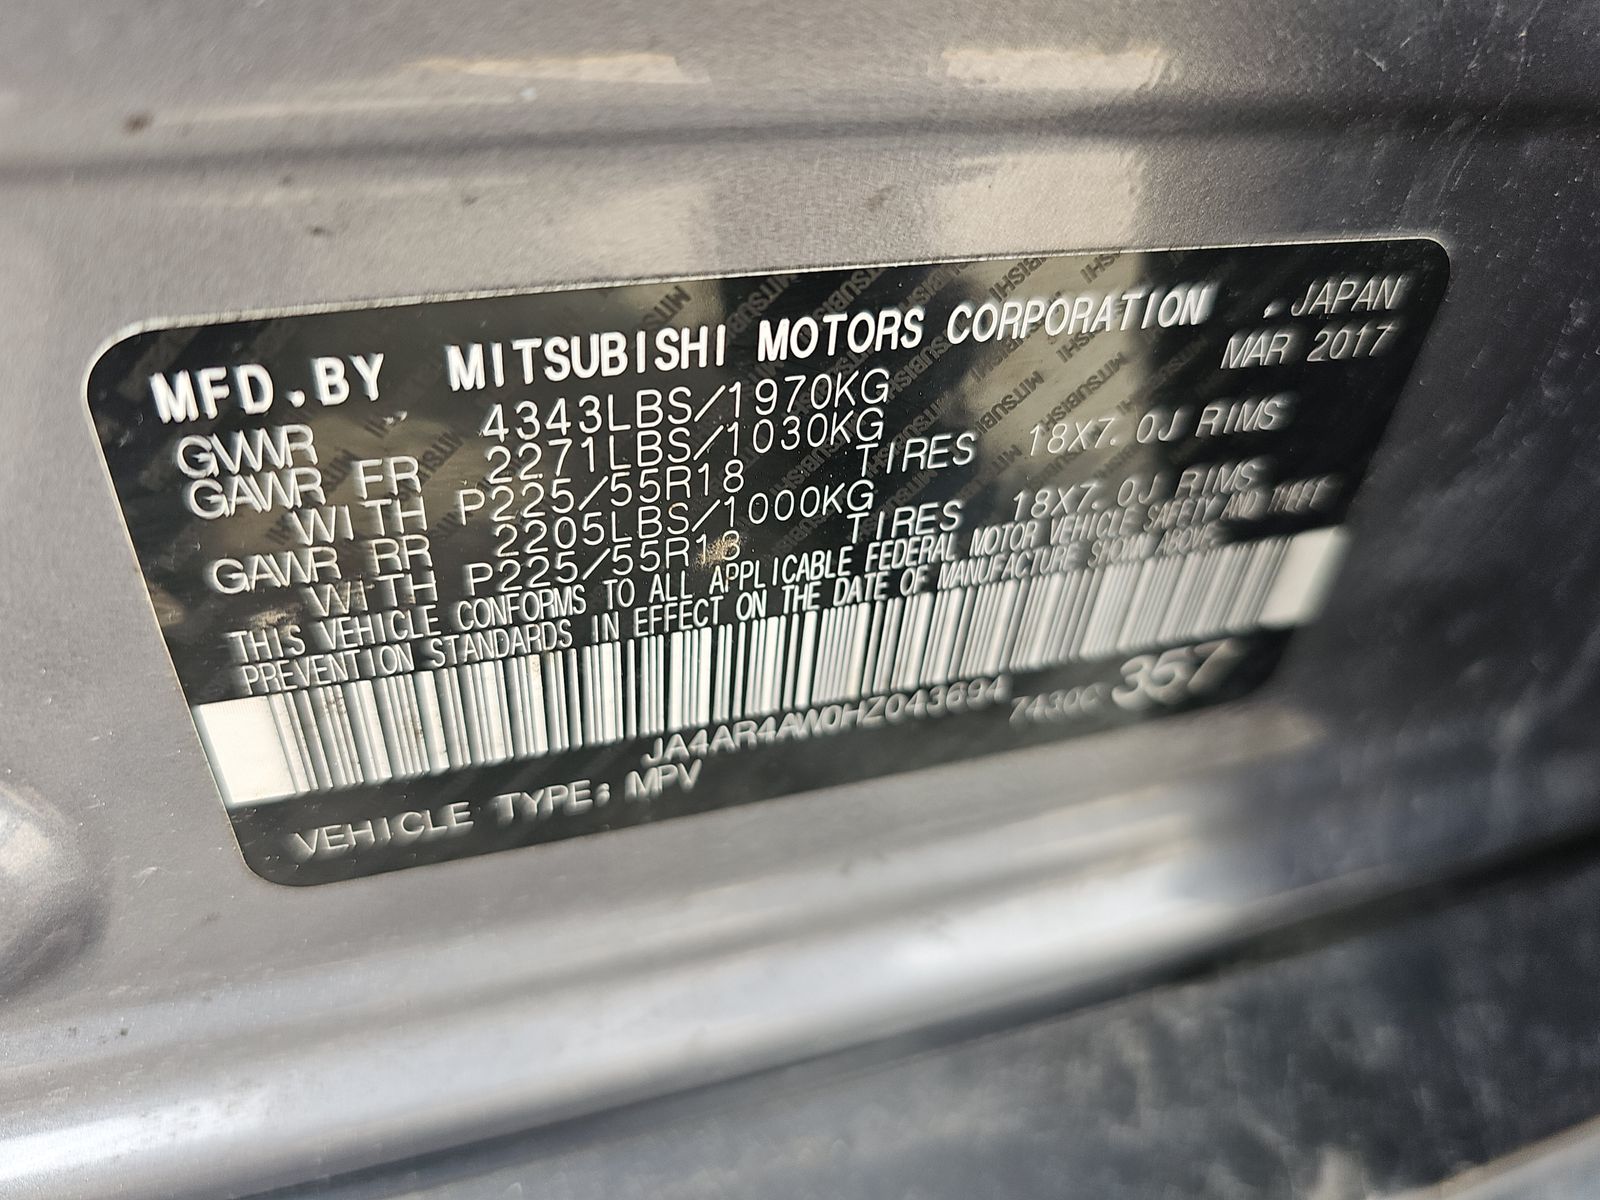 MFD.BY MITSUBISHI MOTORS CORPORATION .JAPAN
MAR 2017
GVWR 4343LBS/1970KG
GAWR FR 2271LBS/1030KG
WITH P225/55R18 TIRES 18X7.0J RIMS
GAWR RR 2205LBS/1000KG
WITH P225/55R18 TIRES 18X7.0J RIMS
THIS VEHICLE CONFORMS TO ALL APPLICABLE FEDERAL MOTOR VEHICLE SAFETY AND THEFT
PREVENTION STANDARDS IN EFFECT ON THE DATE OF MANUFACTURE SHOWN ABOVE.
JA4AR4AW0HZ043694 7430C 357
VEHICLE TYPE: MPV